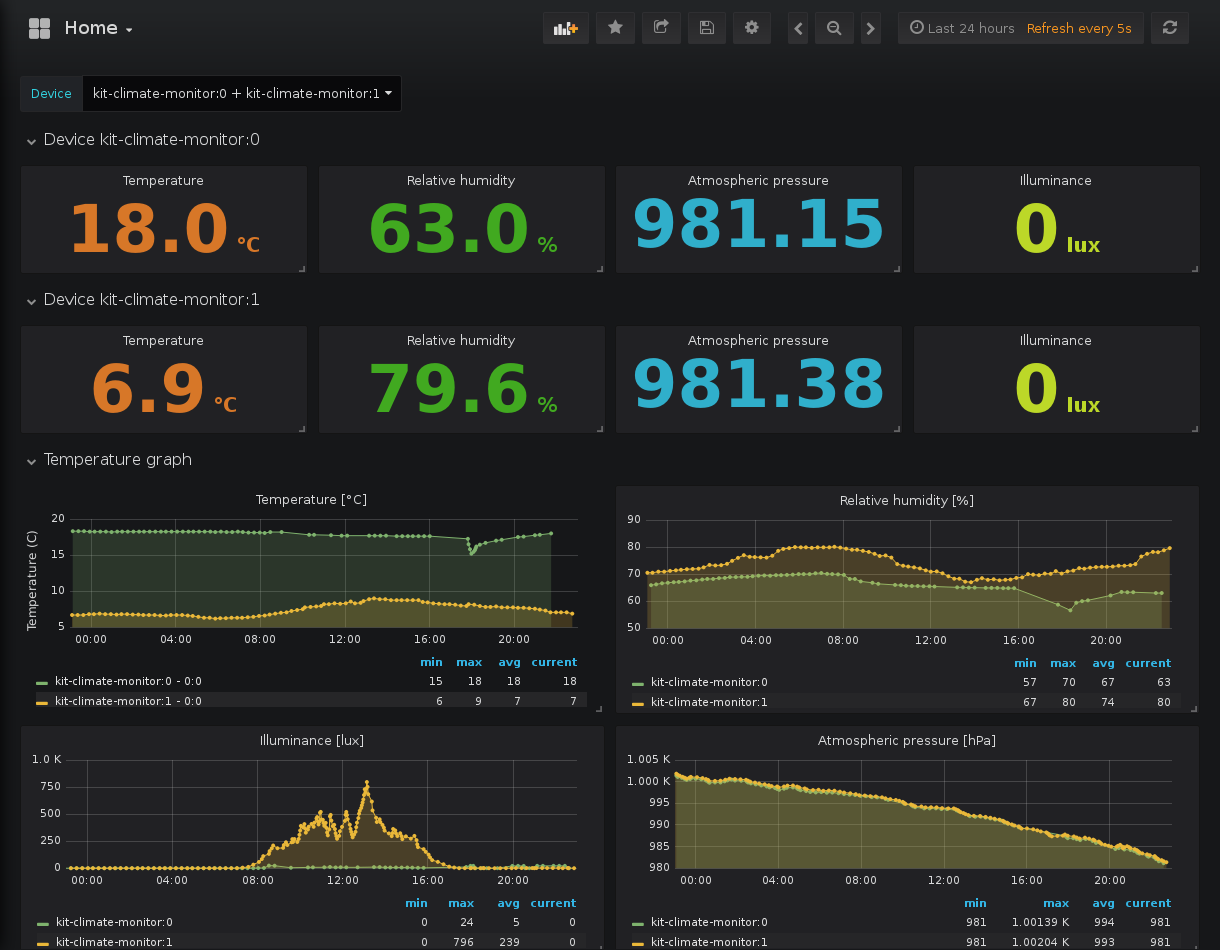 Home
Last 24 hours Refresh every 5s
Device kit-climate-monitor:0 + kit-climate-monitor:1
Device kit-climate-monitor:0
Temperature Relative humidity Atmospheric pressure Illuminance
18.0 °C 63.0 % 981.15 0 lux
Device kit-climate-monitor:1
Temperature Relative humidity Atmospheric pressure Illuminance
6.9 °C 79.6 % 981.38 0 lux
Temperature graph
Temperature [°C]
Temperature (C)
20
15
10
5
00:00 04:00 08:00 12:00 16:00 20:00
min max avg current
kit-climate-monitor:0 - 0:0 15 18 18 18
kit-climate-monitor:1 - 0:0 6 9 7 7
Relative humidity [%]
90
80
70
60
50
00:00 04:00 08:00 12:00 16:00 20:00
min max avg current
kit-climate-monitor:0 57 70 67 63
kit-climate-monitor:1 67 80 74 80
Illuminance [lux]
1.0 K
750
500
250
0
00:00 04:00 08:00 12:00 16:00 20:00
min max avg current
kit-climate-monitor:0 0 24 5 0
kit-climate-monitor:1 0 796 239 0
Atmospheric pressure [hPa]
1.005 K
1.000 K
995
990
985
980
00:00 04:00 08:00 12:00 16:00 20:00
min max avg current
kit-climate-monitor:0 981 1.00139 K 994 981
kit-climate-monitor:1 981 1.00204 K 993 981